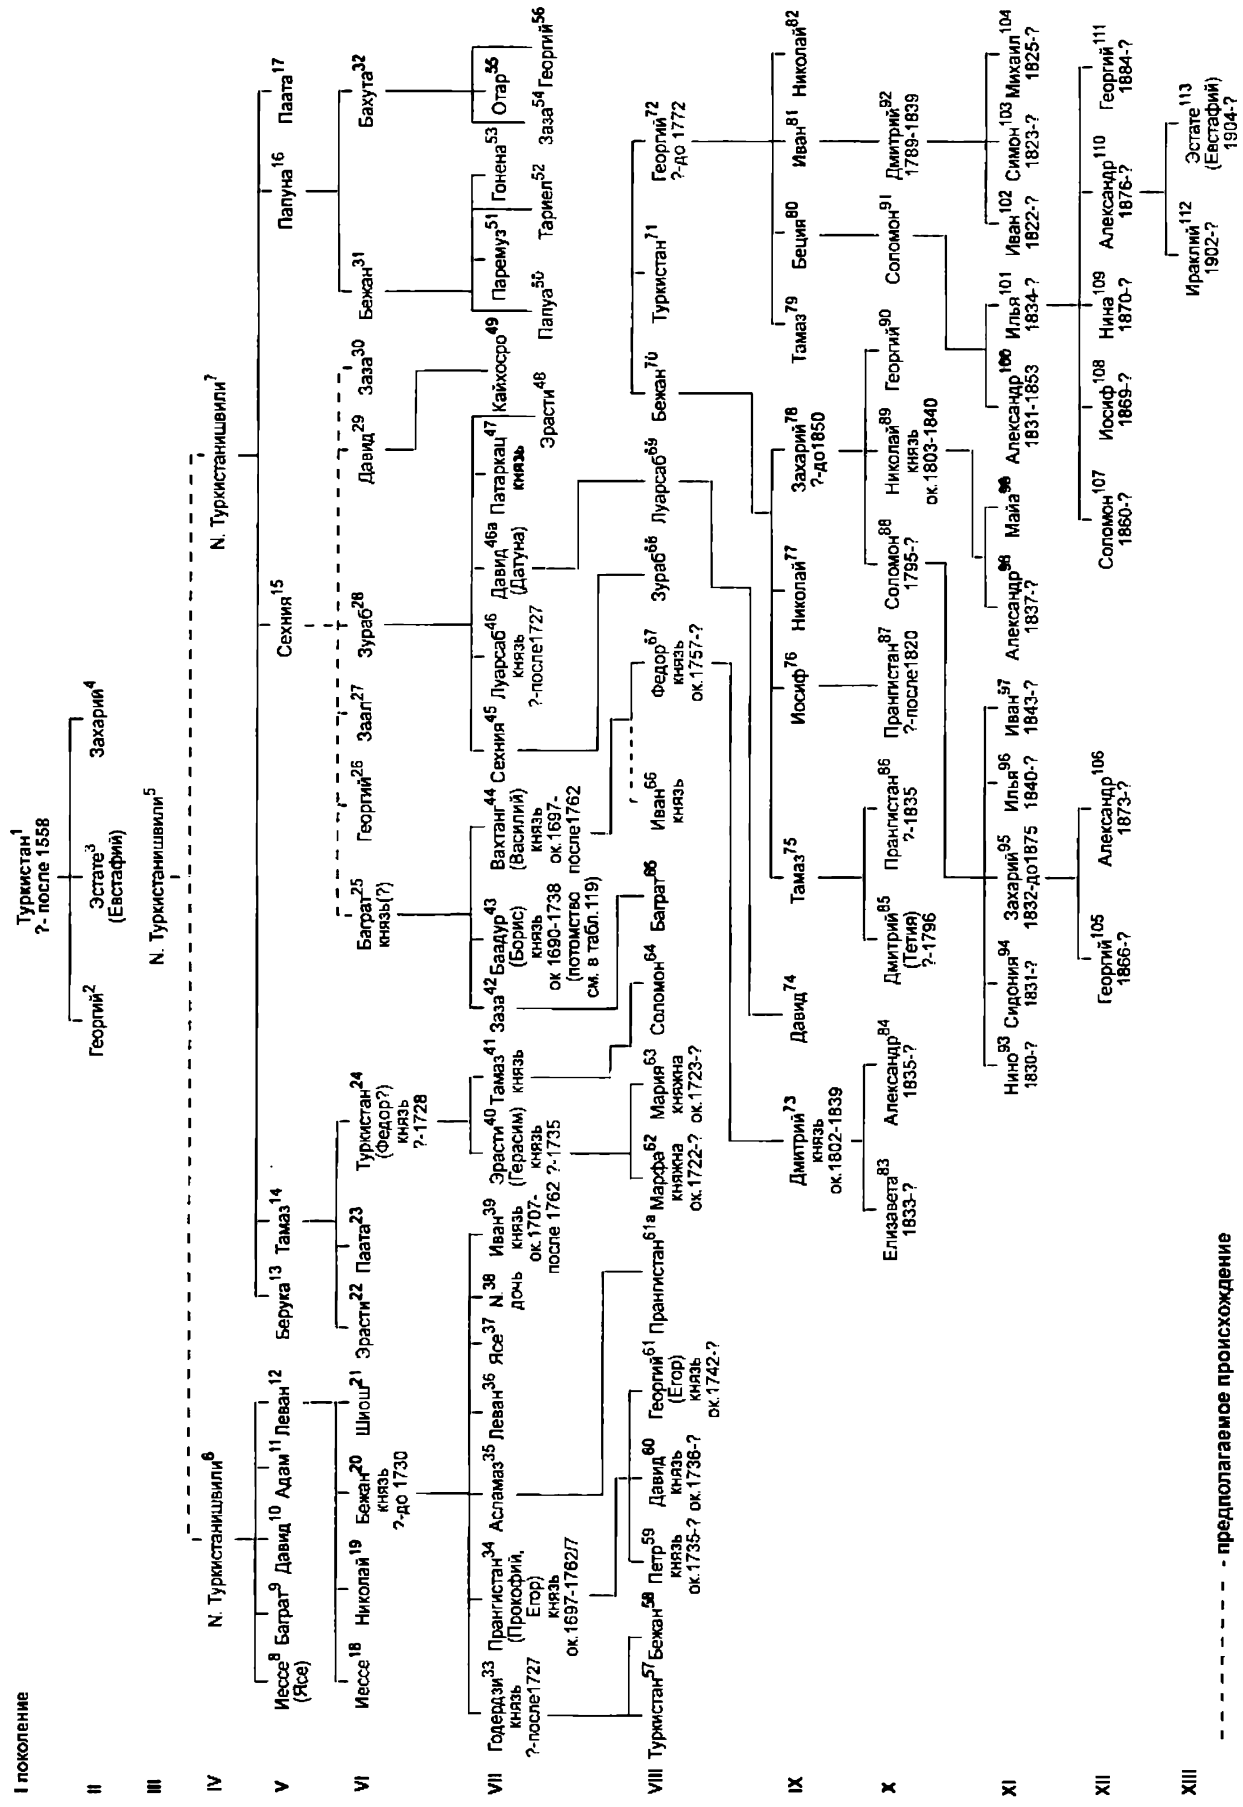 I поколение
Туркистан¹
?- после 1558
II
Георгий²
Эстате³
(Евстафий)
Захарий⁴
III
N. Туркистанишвили⁵
IV
N. Туркистанишвили⁶
N. Туркистанишвили⁷
V
Иессе⁸
(Ясе)
Баграт⁹
Давид¹⁰
Адам¹¹
Леван¹²
Берука¹³
Тамаз¹⁴
Сехния¹⁵
Папуна¹⁶
Паата¹⁷
VI
Иессе¹⁸
Николай¹⁹
Бежан²⁰
князь
?-до 1730
Шиош²¹
Эрасти²²
Паата²³
Туркистан²⁴
(Федор?)
князь
?-1728
Баграт²⁵
князь(?)
Георгий²⁶
Заал²⁷
Зураб²⁸
Давид²⁹
Заза³⁰
Бежан³¹
Бахута³²
VII
Годердзи³³
князь
?-после1727
Прангистан³⁴
(Прокофий,
Егор)
князь
ок.1697-1762/7
Асламаз³⁵
Леван³⁶
Ясе³⁷
N.³⁸
дочь
Иван³⁹
князь
ок.1707-
после 1762
Эрасти⁴⁰
(Герасим)
князь
?-1735
Тамаз⁴¹
князь
Заза⁴²
Баадур⁴³
(Борис)
князь
ок 1690-1738
(потомство
см. в табл.119)
Вахтанг⁴⁴
(Василий)
князь
ок.1697-
после1762
Сехния⁴⁵
Луарсаб⁴⁶
князь
?-после1727
Давид⁴⁶ᵃ
(Датуна)
Патаркац⁴⁷
князь
Эрасти⁴⁸
Кайхосро⁴⁹
Папуа⁵⁰
Паремуз⁵¹
Тариел⁵²
Гонена⁵³
Заза⁵⁴
Отар⁵⁵
Георгий⁵⁶
VIII
Туркистан⁵⁷
Бежан⁵⁸
Петр⁵⁹
князь
ок.1735-?
Давид⁶⁰
князь
ок.1736-?
Георгий⁶¹
(Егор)
князь
ок.1742-?
Прангистан⁶¹ᵃ
Марфа⁶²
княжна
ок.1722-?
Мария⁶³
княжна
ок.1723-?
Соломон⁶⁴
Баграт⁶⁵
Иван⁶⁶
князь
Федор⁶⁷
князь
ок.1757-?
Зураб⁶⁸
Луарсаб⁶⁹
Бежан⁷⁰
Туркистан⁷¹
Георгий⁷²
?-до 1772
IX
Дмитрий⁷³
князь
ок.1802-1839
Давид⁷⁴
Тамаз⁷⁵
Иосиф⁷⁶
Николай⁷⁷
Захарий⁷⁸
?-до1850
Тамаз⁷⁹
Беция⁸⁰
Иван⁸¹
Николай⁸²
X
Елизавета⁸³
1833-?
Александр⁸⁴
1835-?
Дмитрий⁸⁵
(Тетия)
?-1796
Прангистан⁸⁶
?-1835
Прангистан⁸⁷
?-после1820
Соломон⁸⁸
1795-?
Николай⁸⁹
князь
ок.1803-1840
Георгий⁹⁰
Соломон⁹¹
Дмитрий⁹²
1789-1839
XI
Нино⁹³
1830-?
Сидония⁹⁴
1831-?
Захарий⁹⁵
1832-до1875
Илья⁹⁶
1840-?
Иван⁹⁷
1843-?
Александр⁹⁸
1837-?
Майа
Александр¹⁰⁰
1831-1853
Илья¹⁰¹
1834-?
Иван¹⁰²
1822-?
Симон¹⁰³
1823-?
Михаил¹⁰⁴
1825-?
XII
Георгий¹⁰⁵
1866-?
Александр¹⁰⁶
1873-?
Соломон¹⁰⁷
1860-?
Иосиф¹⁰⁸
1869-?
Нина¹⁰⁹
1870-?
Александр¹¹⁰
1876-?
Георгий¹¹¹
1884-?
XIII
Ираклий¹¹²
1902-?
Эстате¹¹³
(Евстафий)
1904-?
- - - - - - - предполагаемое происхождение